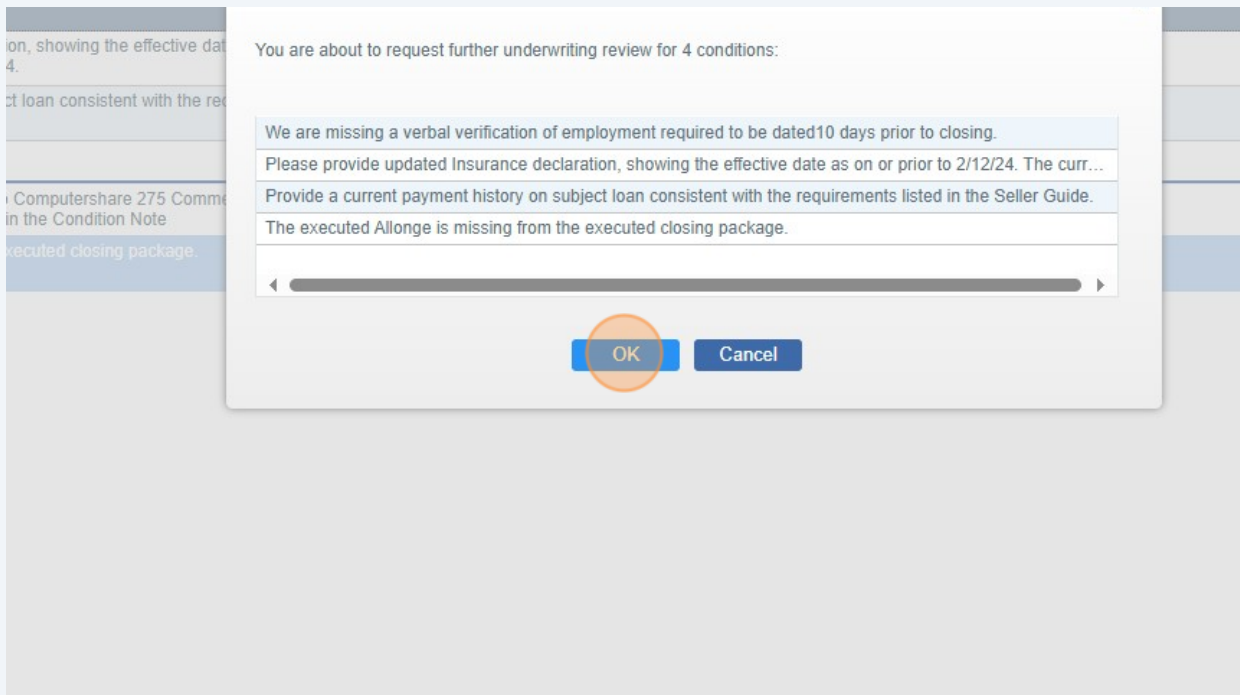 ion, showing the effective dat
4.
ct loan consistent with the req
Computershare 275 Comme
in the Condition Note
xecuted closing package.
You are about to request further underwriting review for 4 conditions:
We are missing a verbal verification of employment required to be dated10 days prior to closing.
Please provide updated Insurance declaration, showing the effective date as on or prior to 2/12/24. The curr...
Provide a current payment history on subject loan consistent with the requirements listed in the Seller Guide.
The executed Allonge is missing from the executed closing package.
OK
Cancel